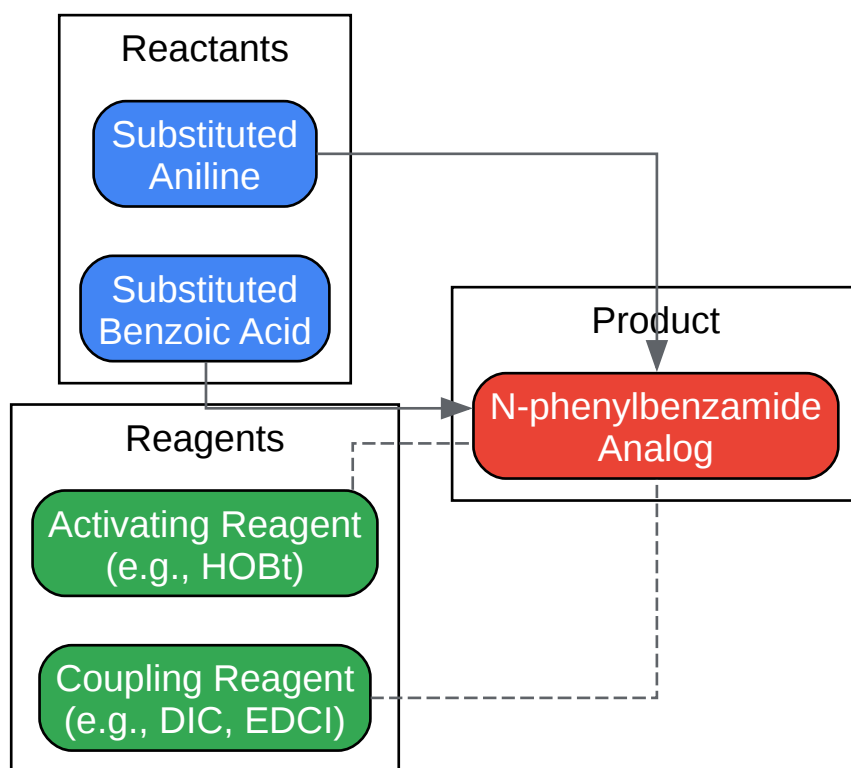 Reactants
Substituted
Aniline
Substituted
Benzoic Acid
Product
N-phenylbenzamide
Analog
Reagents
Activating Reagent
(e.g., HOBt)
Coupling Reagent
(e.g., DIC, EDCI)